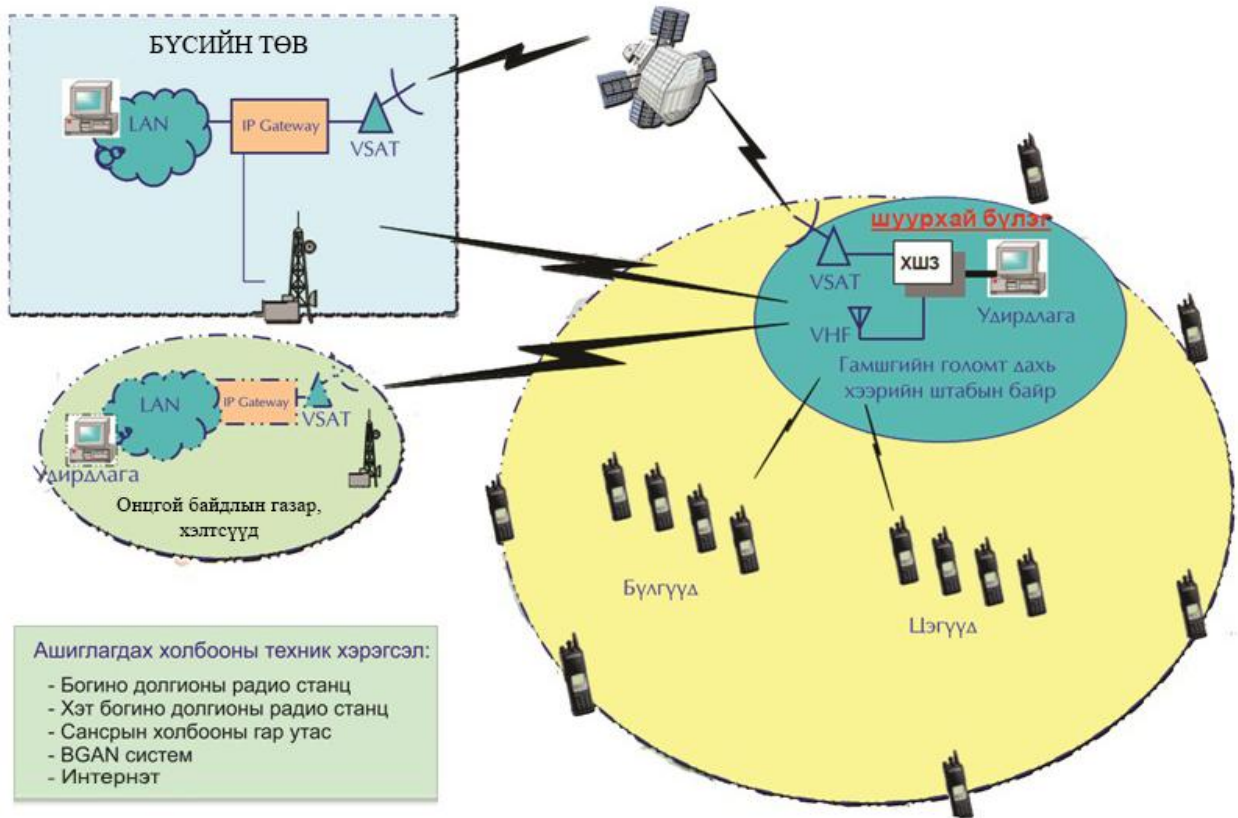 БҮСИЙН ТӨВ
LAN
IP Gateway
VSAT
шуурхай бүлэг
VSAT
ХШЗ
VHF
Удирдлага
Гамшгийн голомт дахь
хээрийн штабын байр
LAN
IP Gateway
VSAT
Удирдлага
Онцгой байдлын газар,
хэлтсүүд
Бүлгүүд
Цэгүүд
Ашиглагдах холбооны техник хэрэгсэл:
- Богино долгионы радио станц
- Хэт богино долгионы радио станц
- Сансрын холбооны гар утас
- BGAN систем
- Интернэт